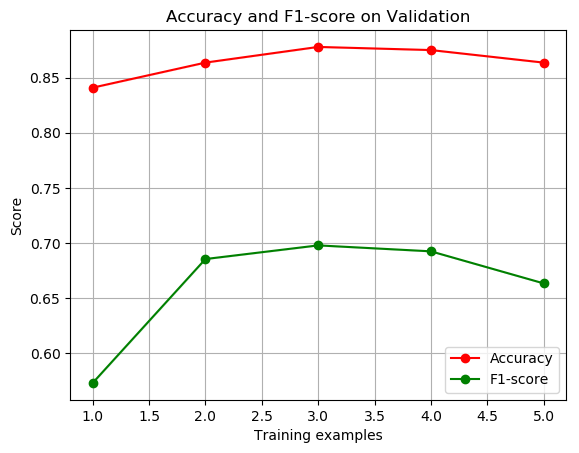 Accuracy and F1-score on Validation
Score
0.85
0.80
0.75
0.70
0.65
0.60
1.0 1.5 2.0 2.5 3.0 3.5 4.0 4.5 5.0
Training examples
Accuracy
F1-score